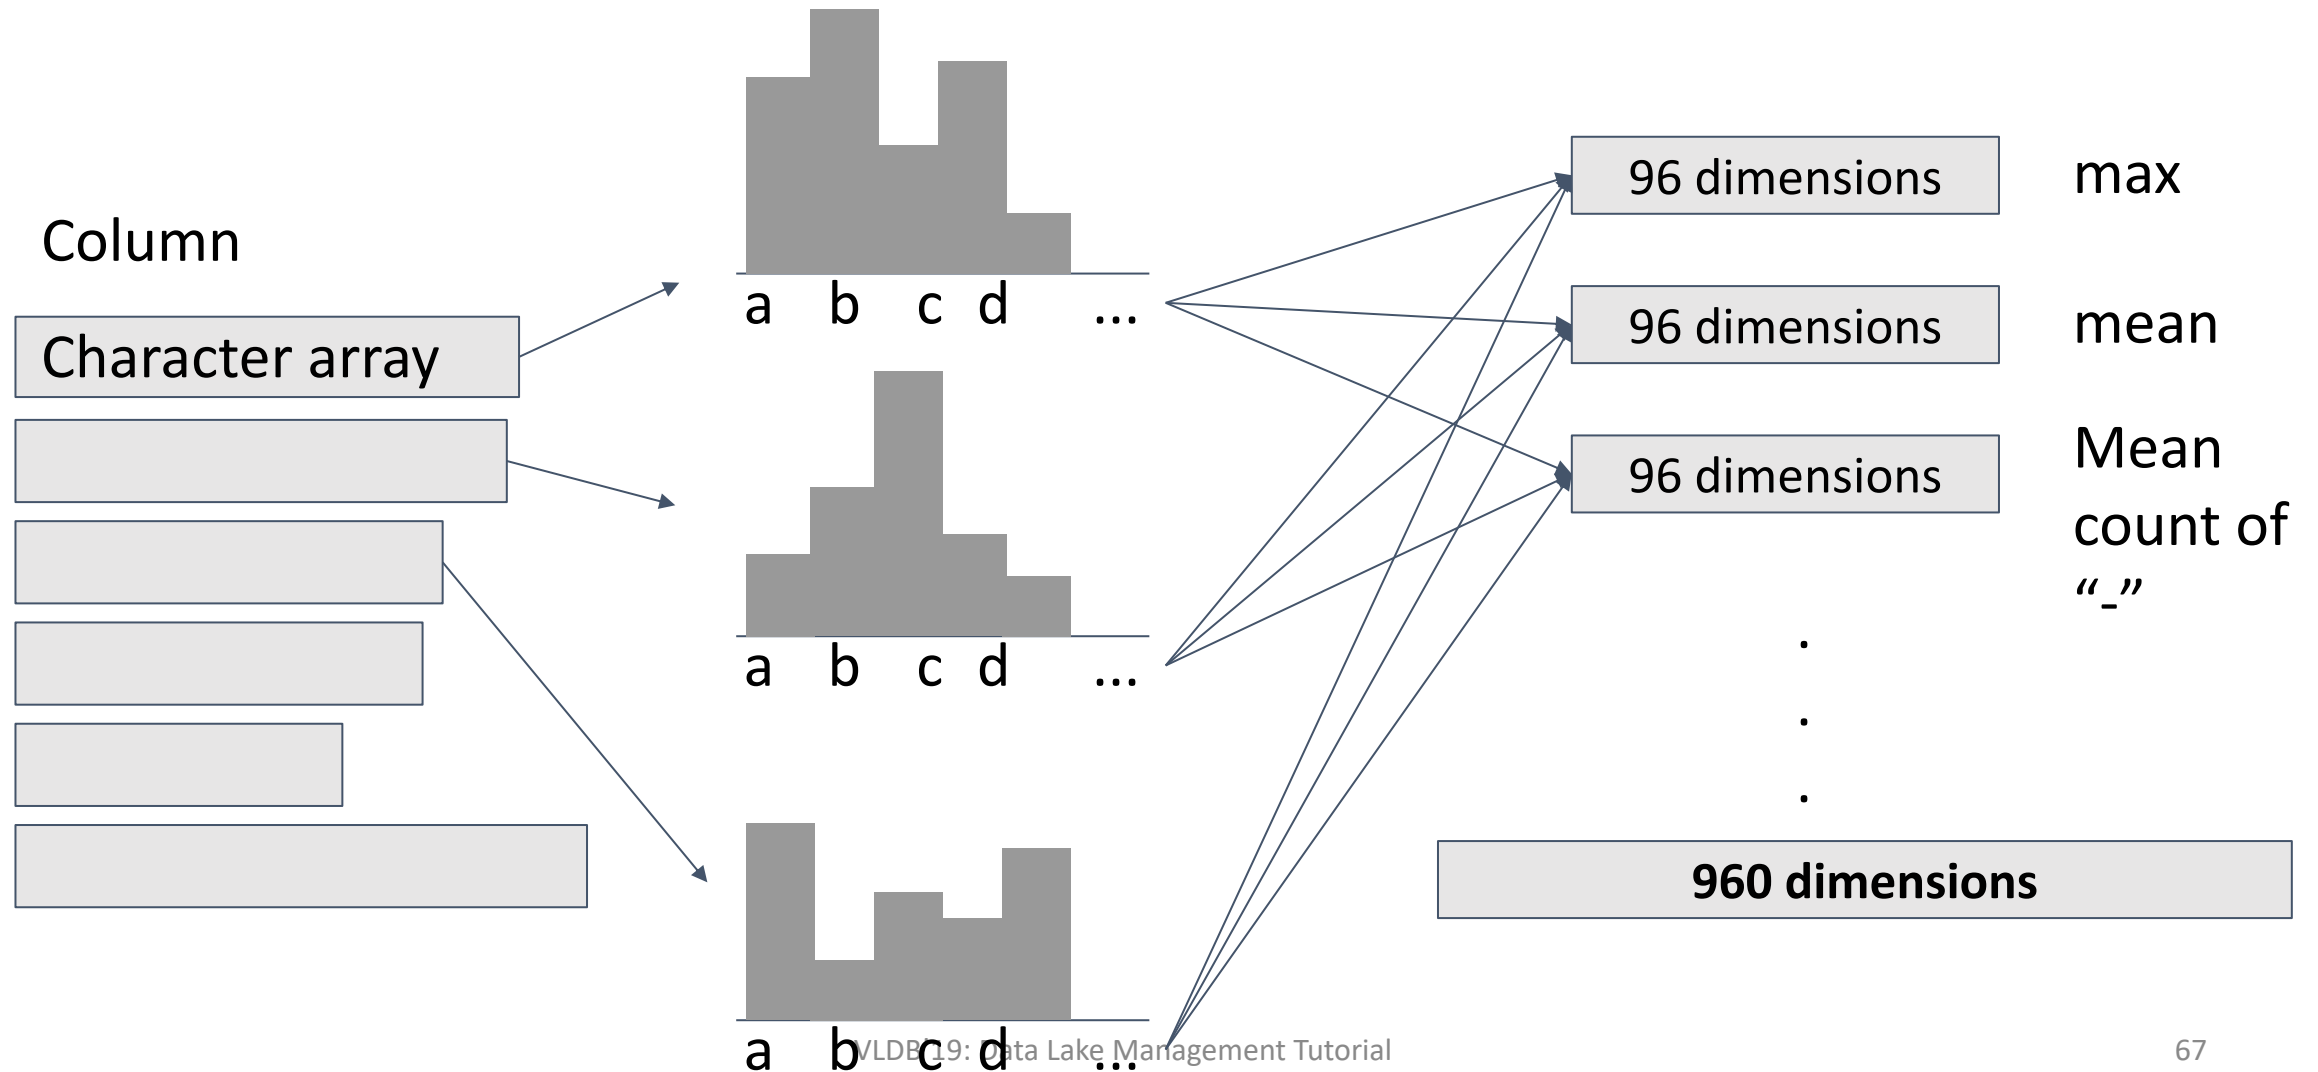 Column
Character array
a b c d ...
a b c d ...
a b c d ...
96 dimensions
max
96 dimensions
mean
96 dimensions
Mean
count of
“-”
.
.
.
960 dimensions
VLDB'19: Data Lake Management Tutorial
67